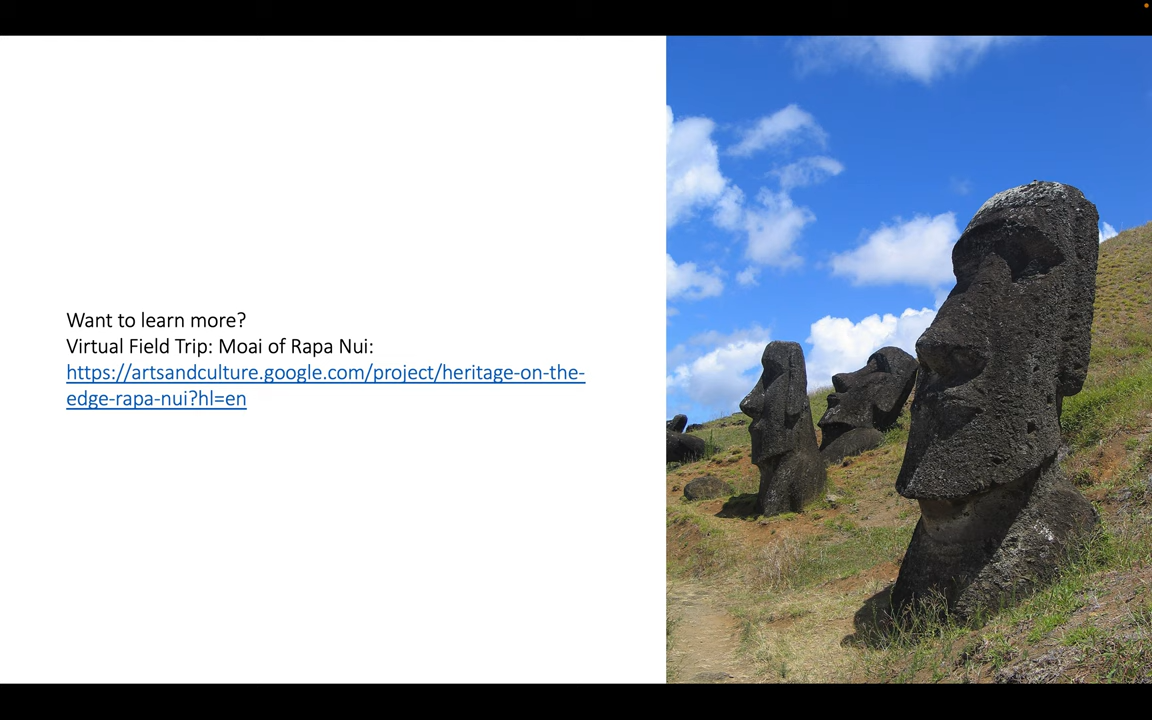 Want to learn more?
Virtual Field Trip: Moai of Rapa Nui:
https://artsandculture.google.com/project/heritage-on-the-
edge-rapa-nui?hl=en